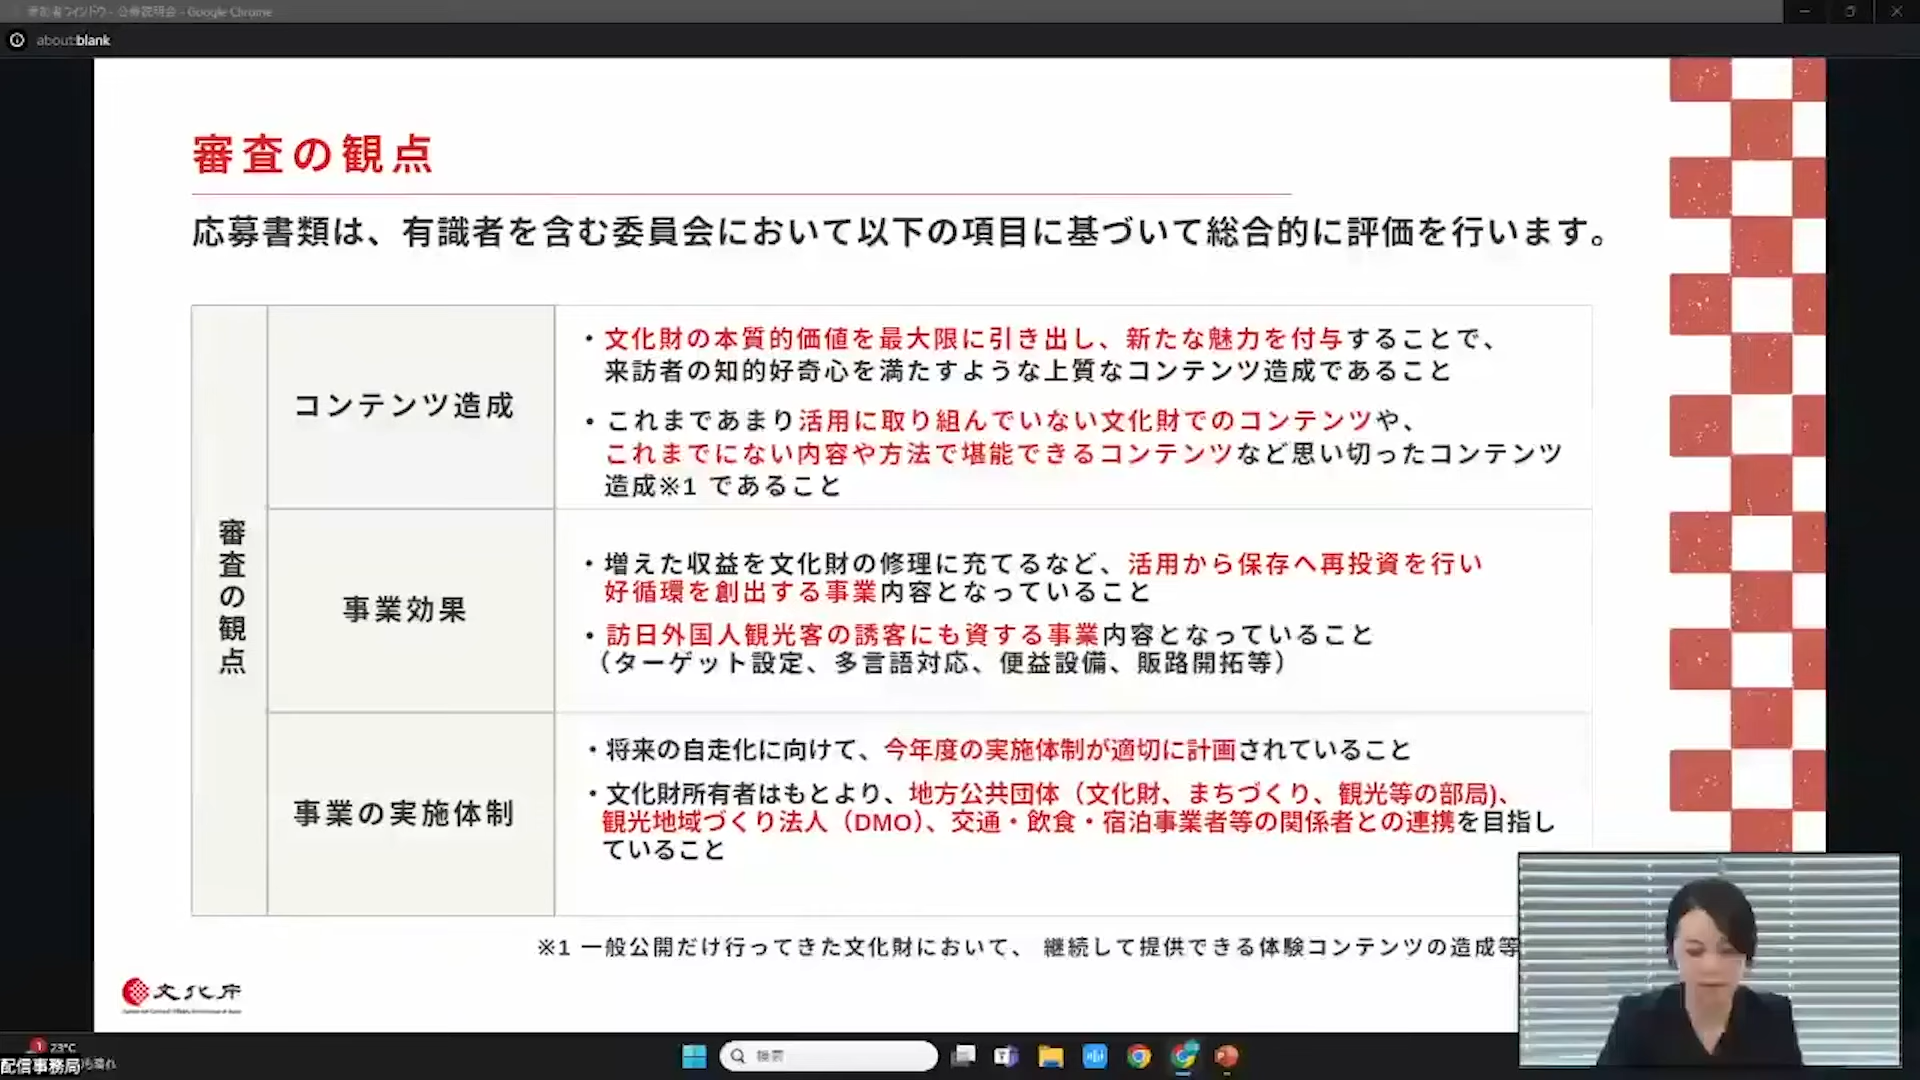 公募説明会 - Google Chrome
about:blank
審査の観点
応募書類は、有識者を含む委員会において以下の項目に基づいて総合的に評価を行います。
審査の観点
コンテンツ造成
・文化財の本質的価値を最大限に引き出し、新たな魅力を付与することで、
来訪者の知的好奇心を満たすような上質なコンテンツ造成であること
・これまであまり活用に取り組んでいない文化財でのコンテンツや、
これまでにない内容や方法で堪能できるコンテンツなど思い切ったコンテンツ
造成※1 であること
事業効果
・増えた収益を文化財の修理に充てるなど、活用から保存へ再投資を行い
好循環を創出する事業内容となっていること
・訪日外国人観光客の誘客にも資する事業内容となっていること
（ターゲット設定、多言語対応、便益設備、販路開拓等）
事業の実施体制
・将来の自走化に向けて、今年度の実施体制が適切に計画されていること
・文化財所有者はもとより、地方公共団体（文化財、まちづくり、観光等の部局)、
観光地域づくり法人（DMO）、交通・飲食・宿泊事業者等の関係者との連携を目指し
ていること
※1 一般公開だけ行ってきた文化財において、 継続して提供できる体験コンテンツの造成等
文化庁
1
23°C
配信事務局
検索